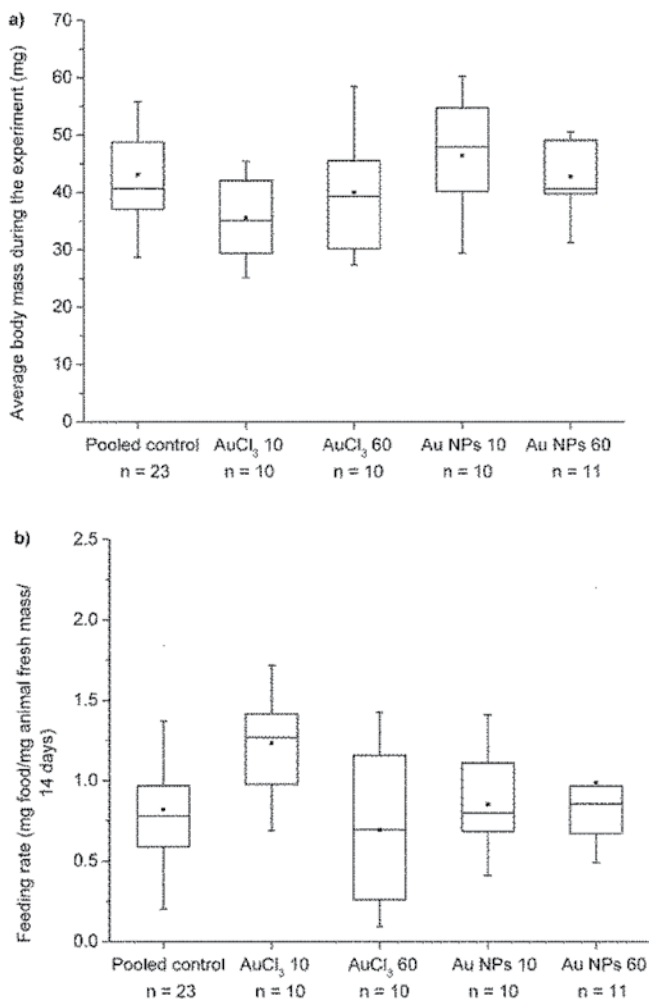 a)
Average body mass during the experiment (mg)
70
60
50
40
30
20
10
0
Pooled control AuCl₃ 10 AuCl₃ 60 Au NPs 10 Au NPs 60
n = 23 n = 10 n = 10 n = 10 n = 11
b)
Feeding rate (mg food/mg animal fresh mass/
14 days)
2.5
2.0
1.5
1.0
0.5
0.0
Pooled control AuCl₃ 10 AuCl₃ 60 Au NPs 10 Au NPs 60
n = 23 n = 10 n = 10 n = 10 n = 11